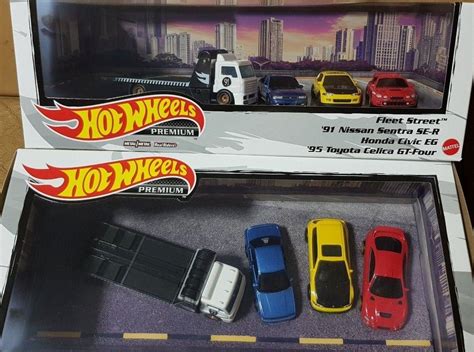 HOT WHEELS
PREMIUM
Fleet Street™
'91 Nissan Sentra SE-R
Honda Civic EG
'95 Toyota Celica GT-Four
MATTEL
HOT WHEELS
PREMIUM